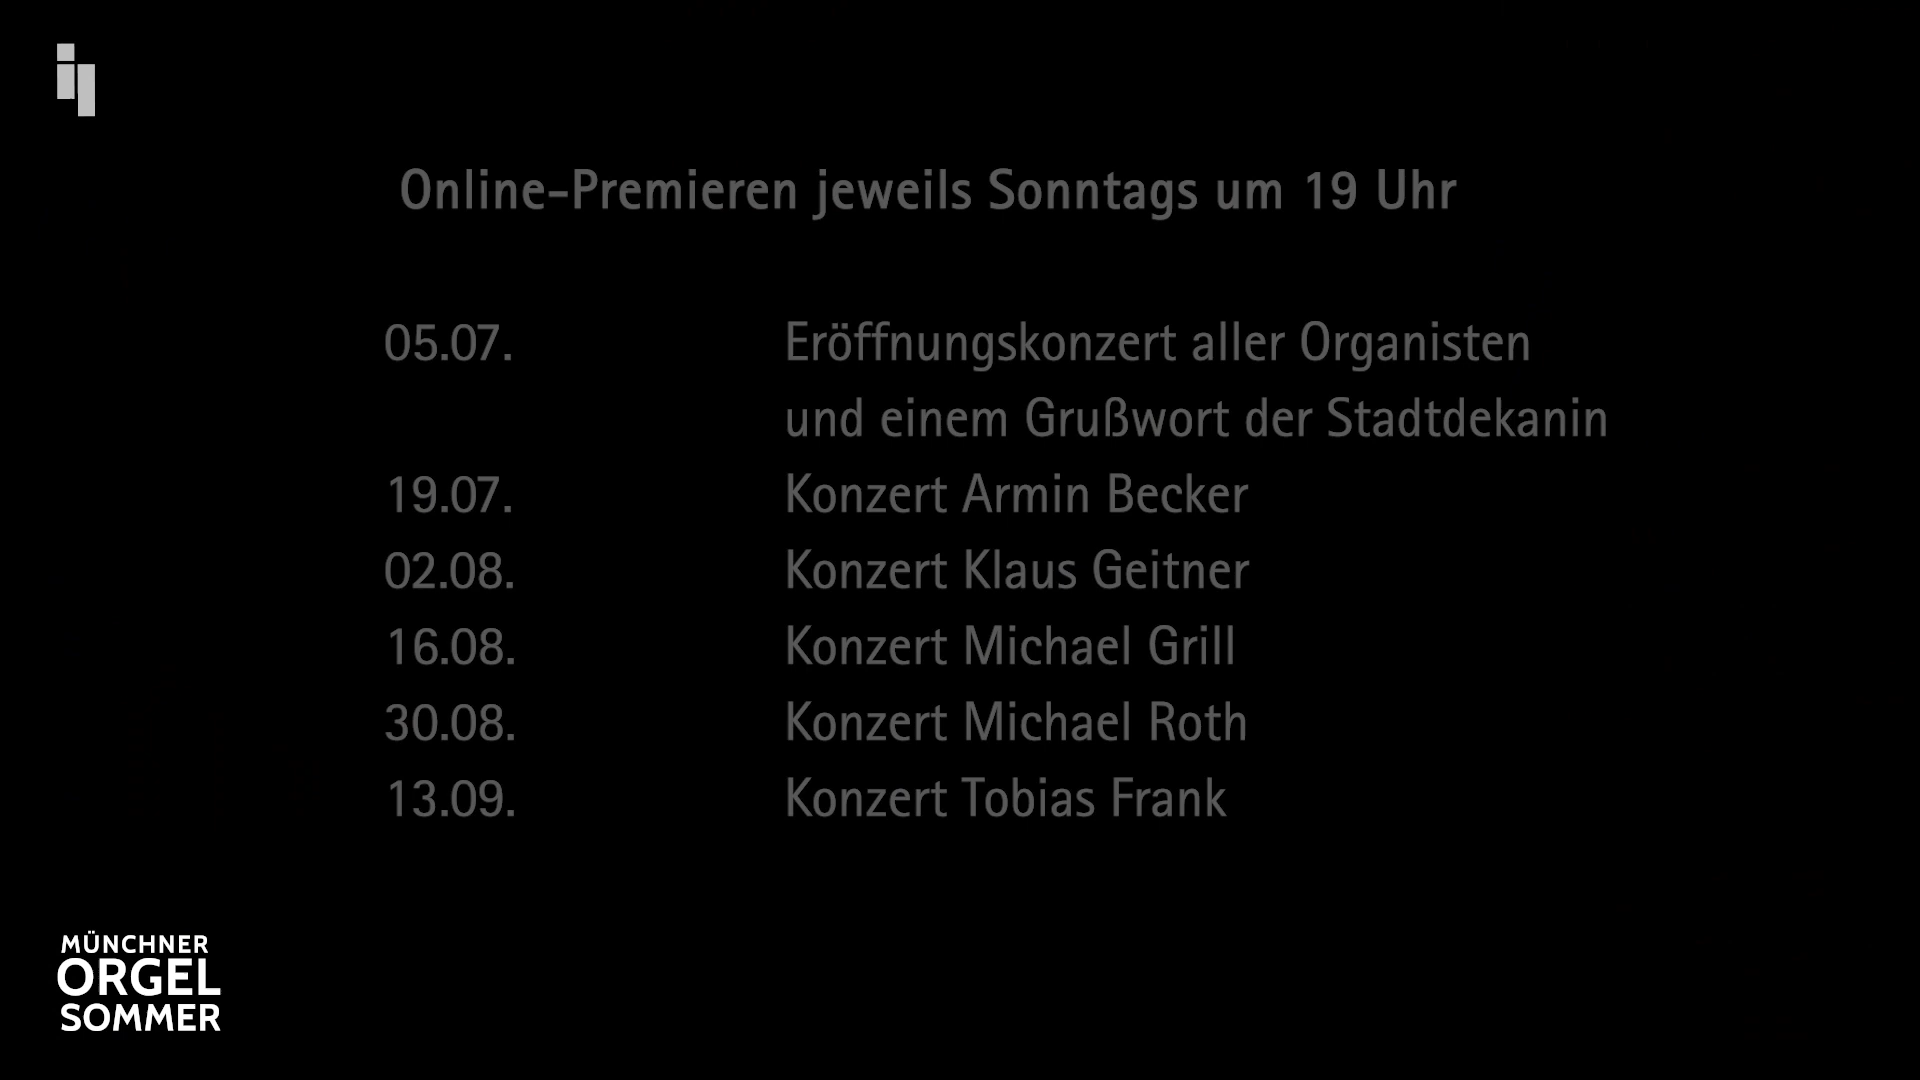 Online-Premieren jeweils Sonntags um 19 Uhr
05.07. Eröffnungskonzert aller Organisten
und einem Grußwort der Stadtdekanin
19.07. Konzert Armin Becker
02.08. Konzert Klaus Geitner
16.08. Konzert Michael Grill
30.08. Konzert Michael Roth
13.09. Konzert Tobias Frank
MÜNCHNER
ORGEL
SOMMER